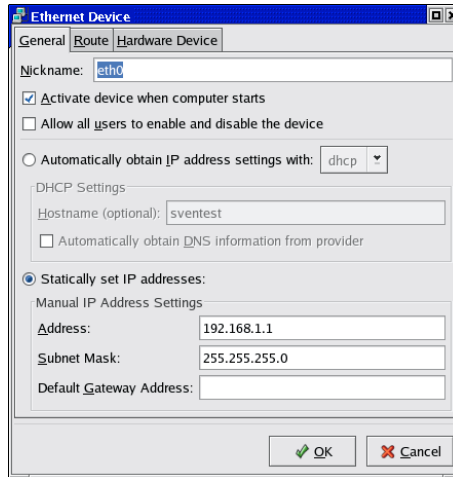 Ethernet Device
General Route Hardware Device
Nickname: eth0
Activate device when computer starts
Allow all users to enable and disable the device
Automatically obtain IP address settings with: dhcp
DHCP Settings
Hostname (optional): sventest
Automatically obtain DNS information from provider
Statically set IP addresses:
Manual IP Address Settings
Address: 192.168.1.1
Subnet Mask: 255.255.255.0
Default Gateway Address:
OK Cancel